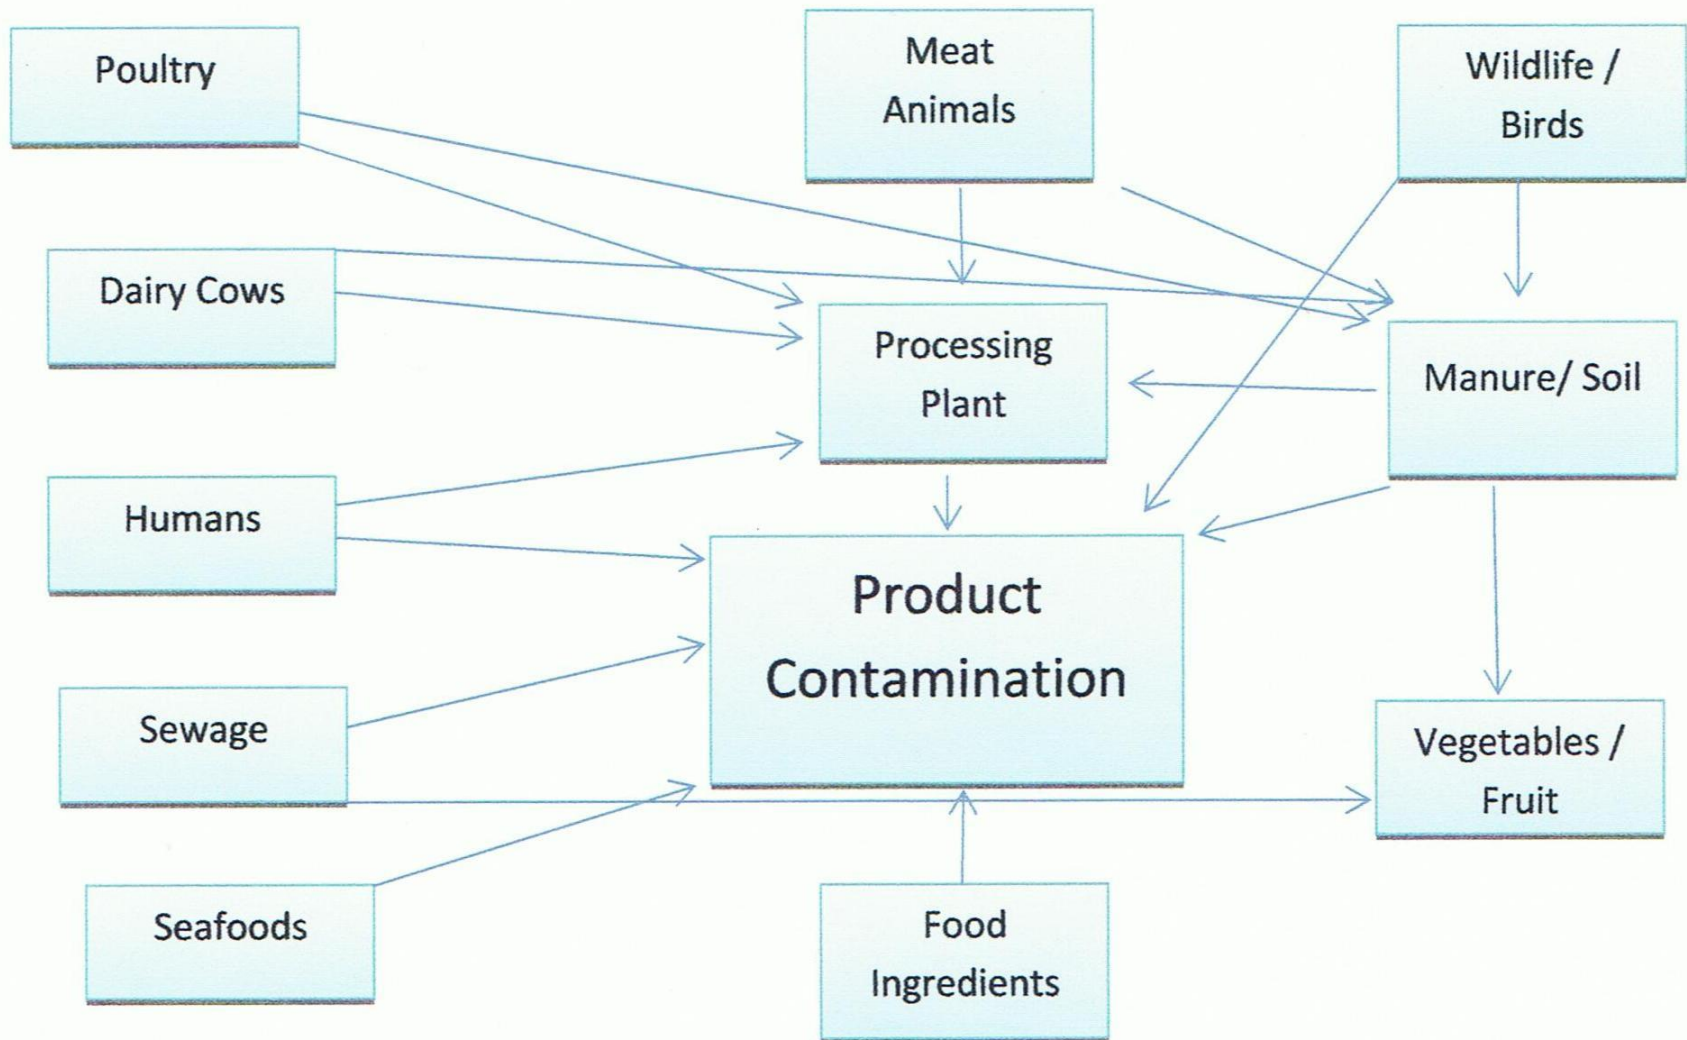 Poultry
Meat
Animals
Wildlife /
Birds
Dairy Cows
Processing
Plant
Manure/ Soil
Humans
Product
Contamination
Sewage
Vegetables /
Fruit
Seafoods
Food
Ingredients